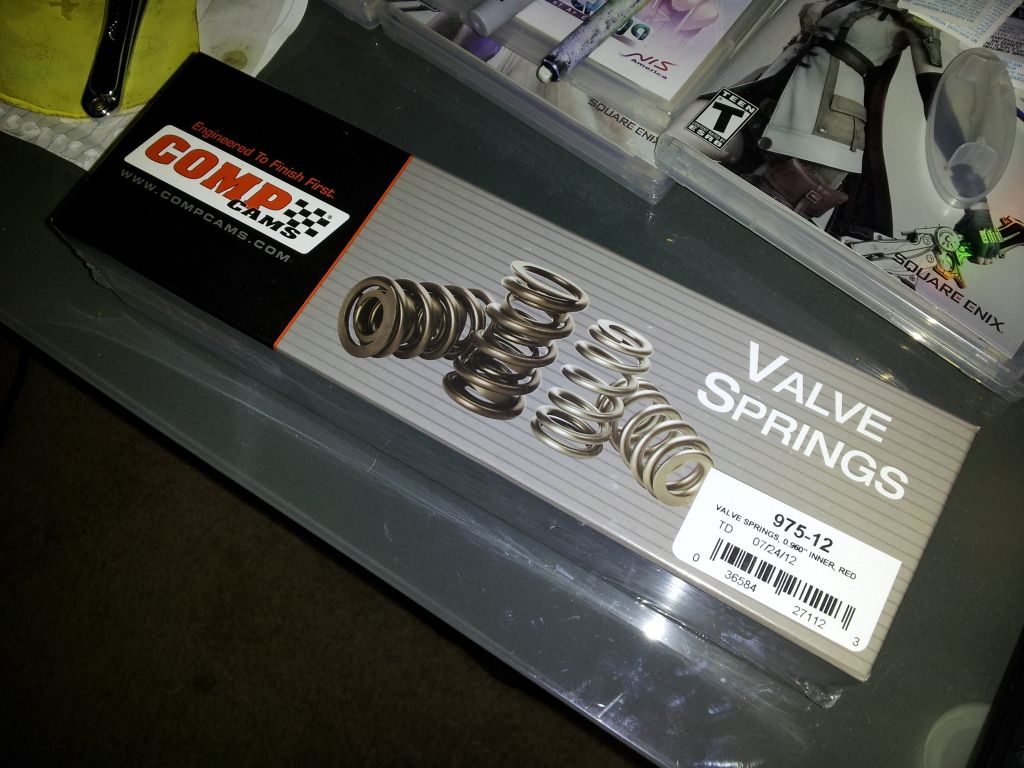 Engineered To Finish First.
COMP
CAMS
WWW.COMPCAMS.COM
VALVE
SPRINGS
975-12
VALVE SPRINGS, 0.960" INNER, RED
TD 07/24/12
0 36584 27112 3
NIS
America
SQUARE ENIX
TEEN
T
ESRB
SQUARE ENIX